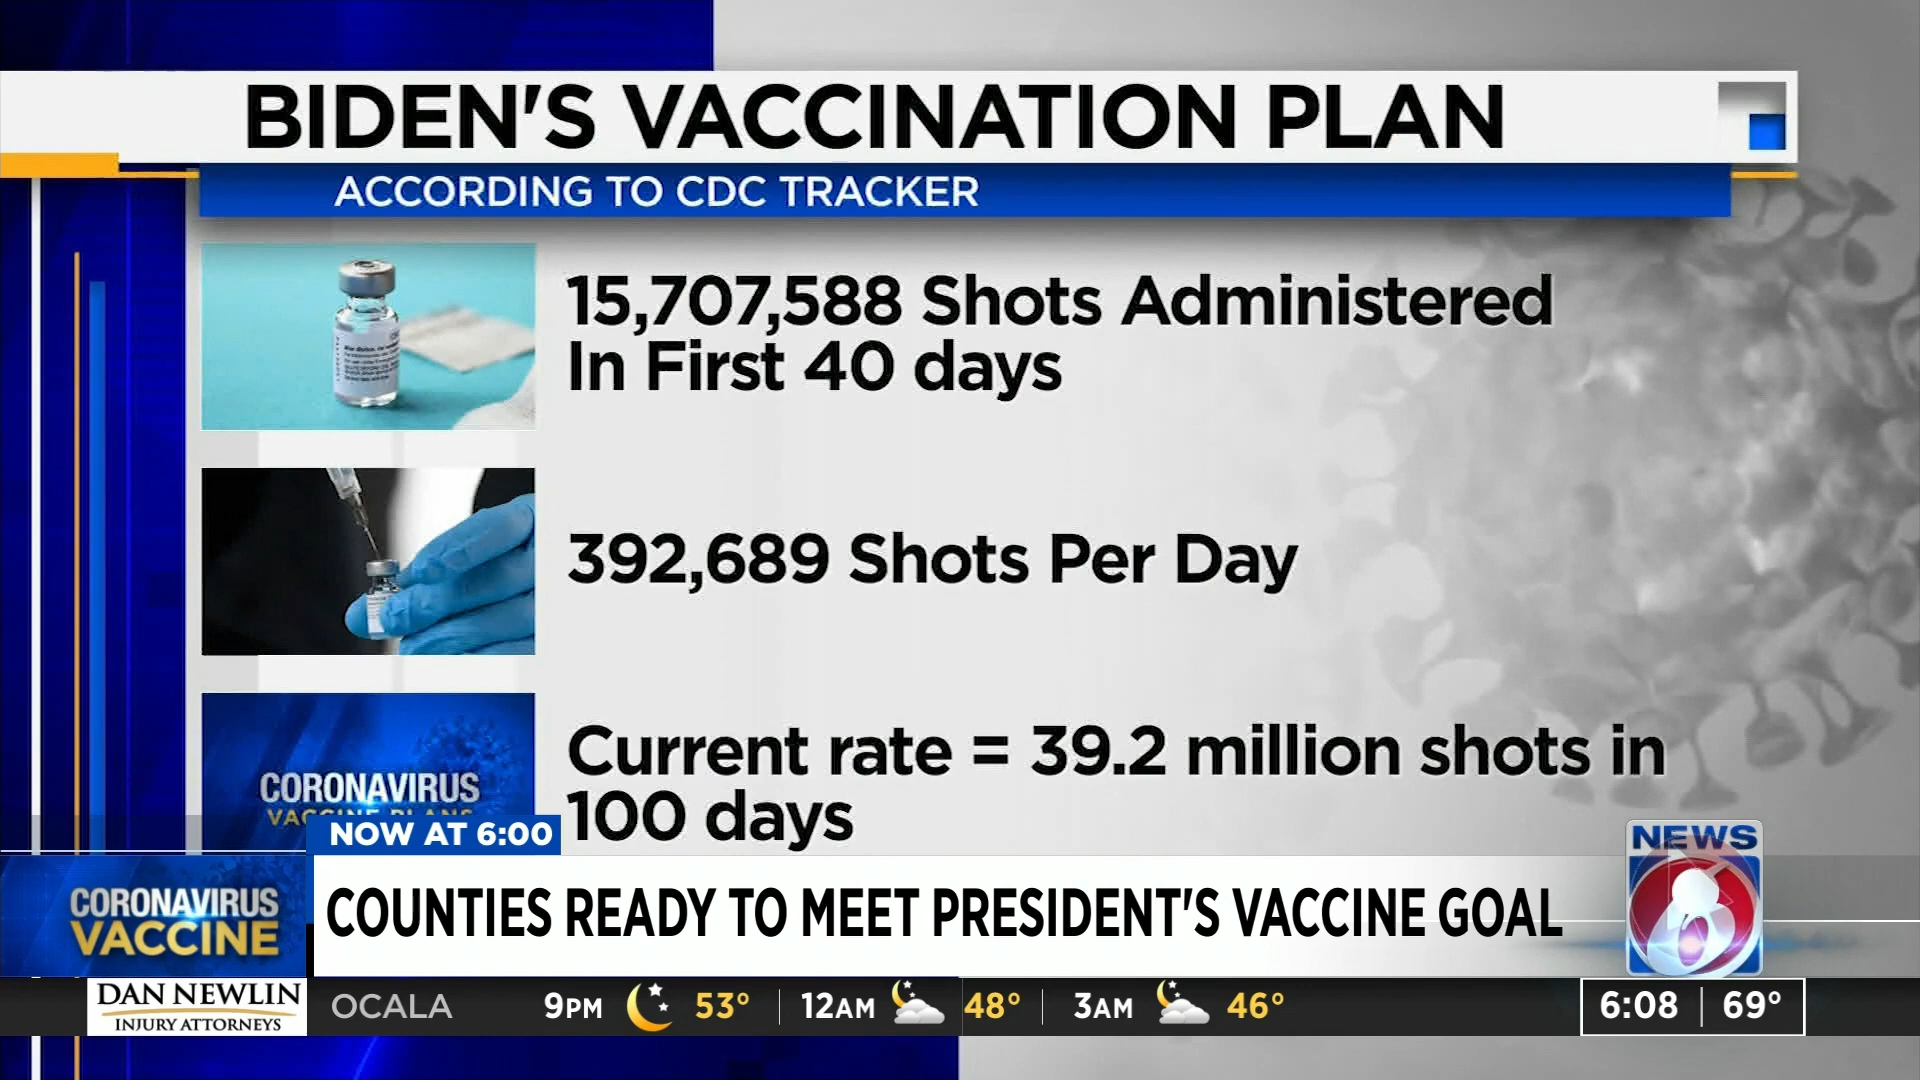 BIDEN'S VACCINATION PLAN
ACCORDING TO CDC TRACKER
15,707,588 Shots Administered
In First 40 days
392,689 Shots Per Day
Current rate = 39.2 million shots in
100 days
CORONAVIRUS
VACCINE PLANS
NOW AT 6:00
CORONAVIRUS
VACCINE
COUNTIES READY TO MEET PRESIDENT'S VACCINE GOAL
NEWS
6
DAN NEWLIN
INJURY ATTORNEYS
OCALA 9PM 53° 12AM 48° 3AM 46°
6:08 69°